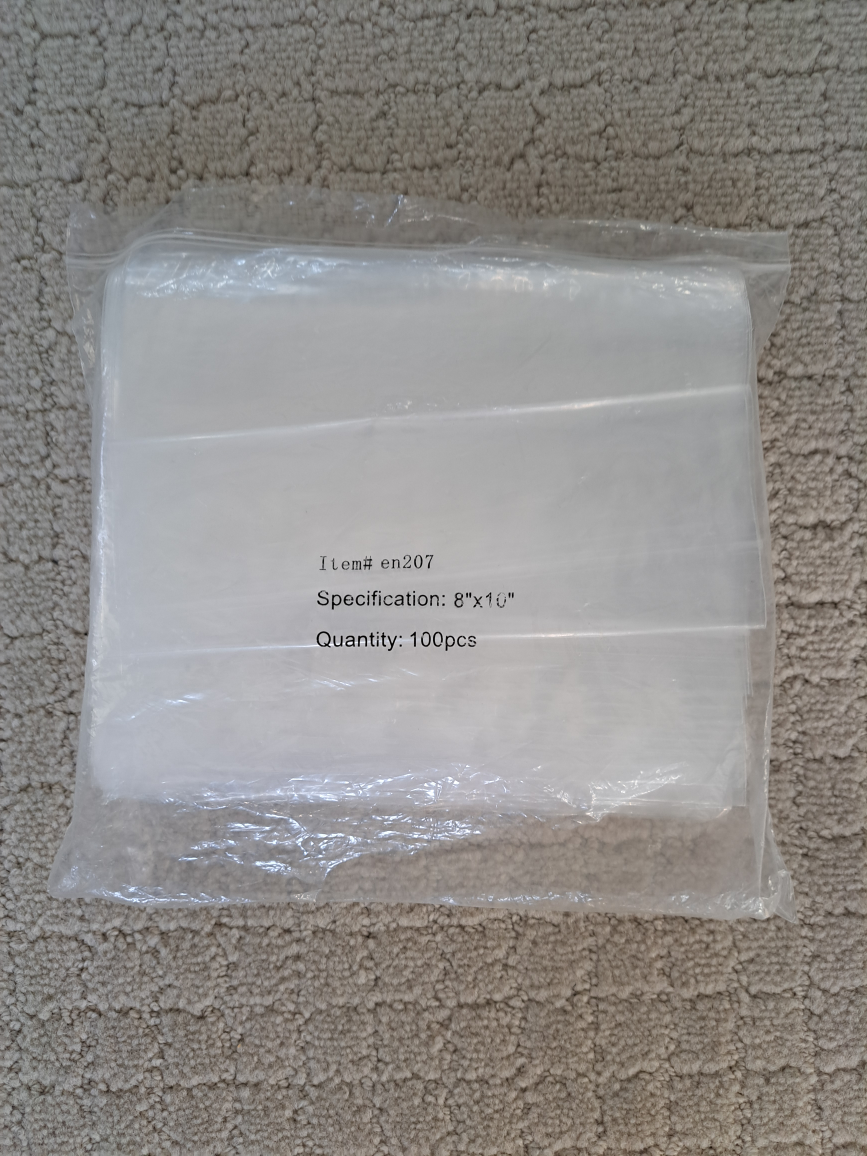 Item# en207
Specification: 8"x10"
Quantity: 100pcs